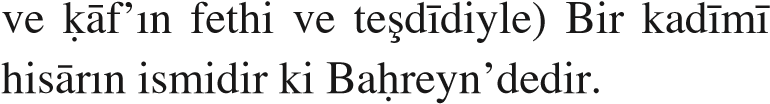 ve ḳāf’ın fethi ve teşdīdiyle) Bir kadīmī
hisārın ismidir ki Baḥreyn’dedir.